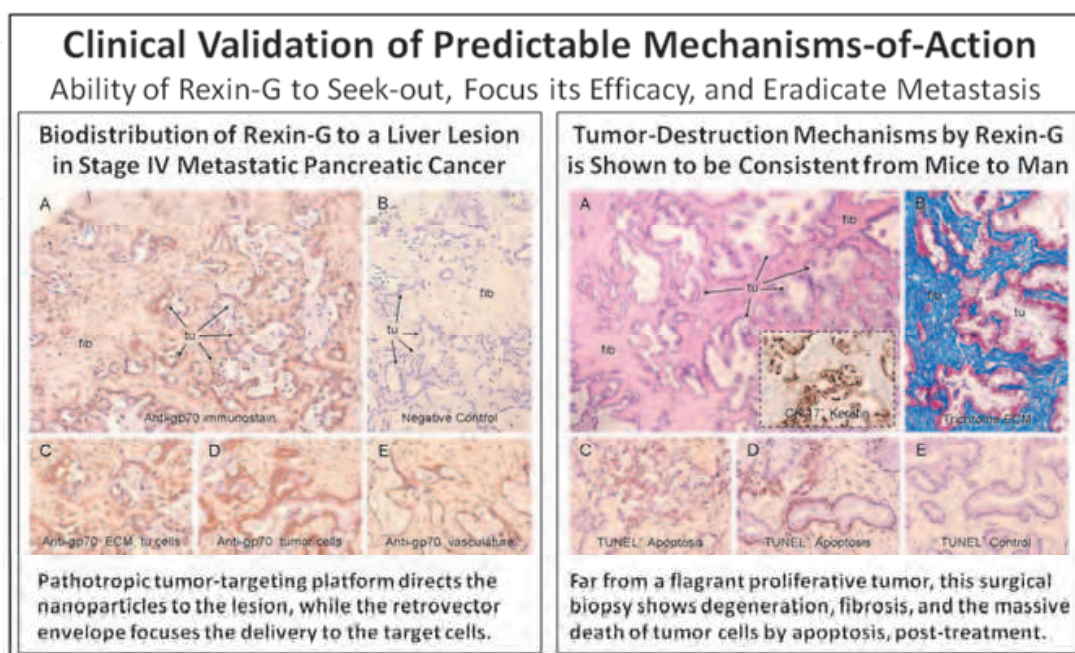 Clinical Validation of Predictable Mechanisms-of-Action
Ability of Rexin-G to Seek-out, Focus its Efficacy, and Eradicate Metastasis
Biodistribution of Rexin-G to a Liver Lesion
in Stage IV Metastatic Pancreatic Cancer
A
B
tu
fib
fib
tu
Anti-gp70 immunostain
Negative Control
C
D
E
Anti-gp70 ECM tu cells
Anti-gp70 tumor cells
Anti-gp70 vasculature
Pathotropic tumor-targeting platform directs the
nanoparticles to the lesion, while the retrovector
envelope focuses the delivery to the target cells.
Tumor-Destruction Mechanisms by Rexin-G
is Shown to be Consistent from Mice to Man
A
B
fib
tu
fib
fib
tu
CK-17⁺ Keratin
Trichrome ECM
C
D
E
TUNEL⁺ Apoptosis
TUNEL⁺ Apoptosis
TUNEL⁺ Control
Far from a flagrant proliferative tumor, this surgical
biopsy shows degeneration, fibrosis, and the massive
death of tumor cells by apoptosis, post-treatment.